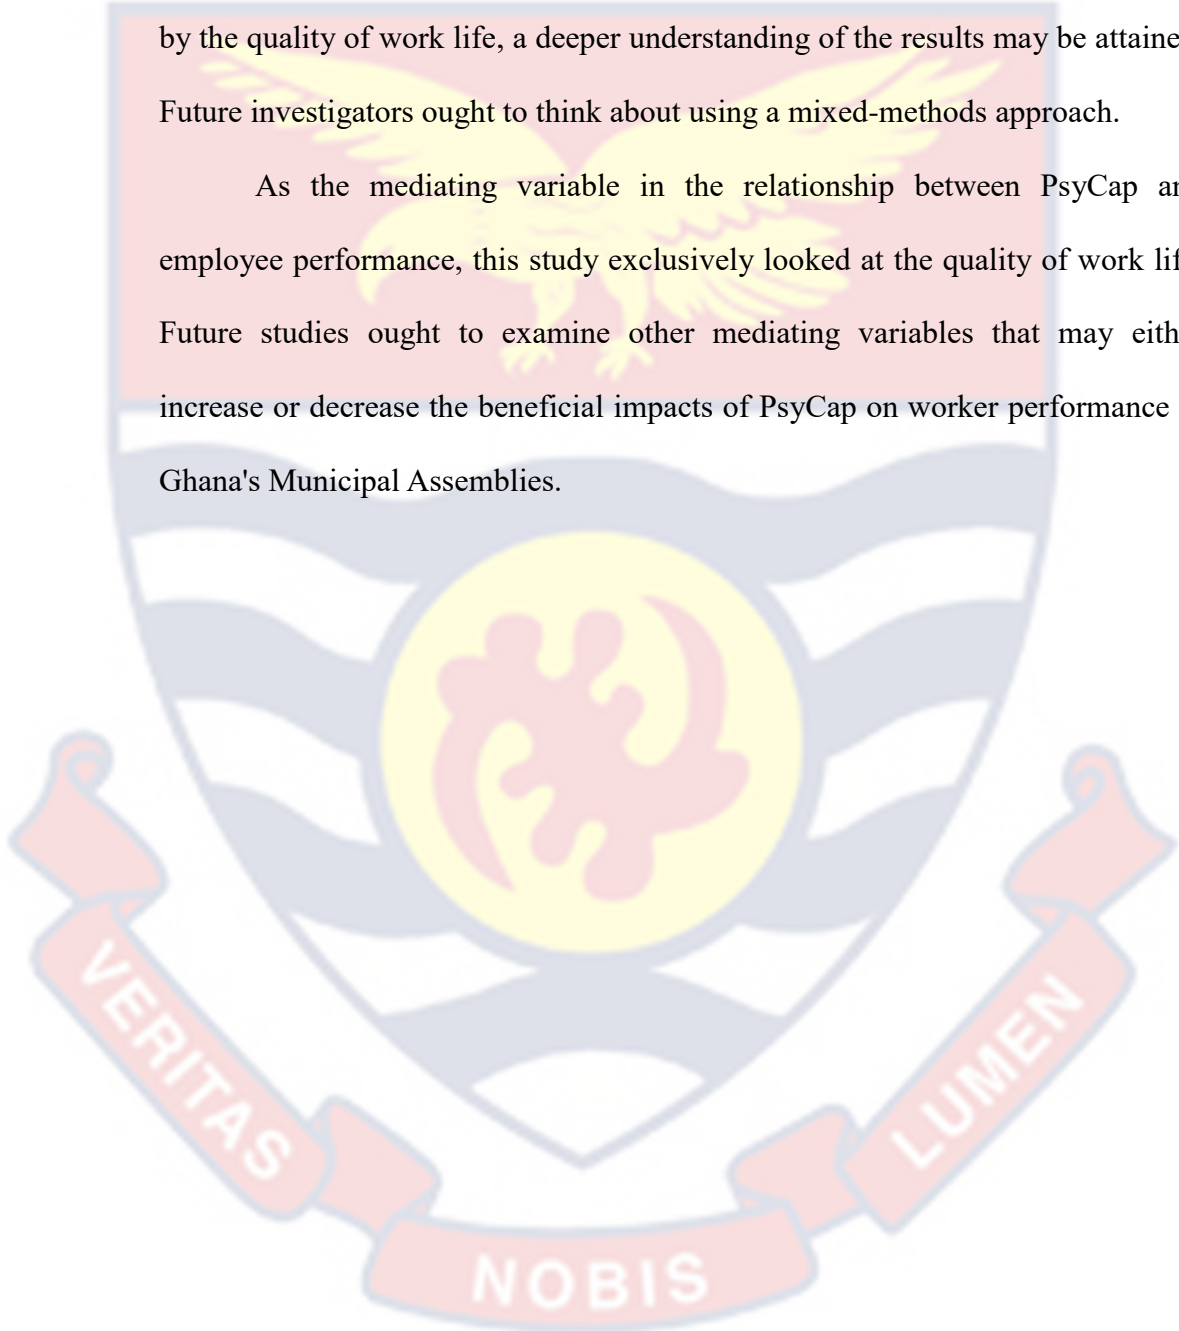 by the quality of work life, a deeper understanding of the results may be attaine
Future investigators ought to think about using a mixed-methods approach.
As the mediating variable in the relationship between PsyCap a
employee performance, this study exclusively looked at the quality of work li
Future studies ought to examine other mediating variables that may eith
increase or decrease the beneficial impacts of PsyCap on worker performance
Ghana's Municipal Assemblies.
VERITAS
NOBIS
LUMEN